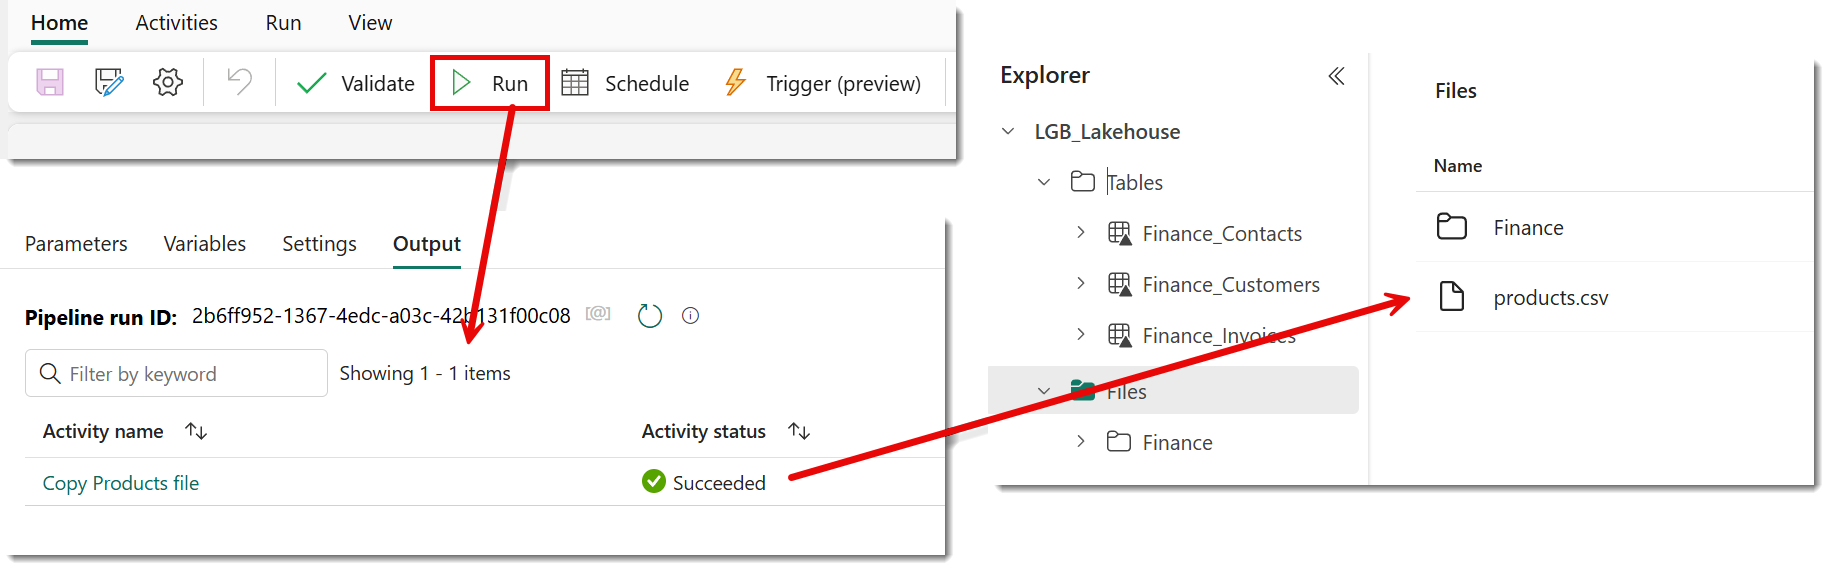 Home Activities Run View
Validate Run Schedule Trigger (preview)
Parameters Variables Settings Output
Pipeline run ID: 2b6ff952-1367-4edc-a03c-42b131f00c08 [@]
Filter by keyword Showing 1 - 1 items
Activity name Activity status
Copy Products file Succeeded
Explorer
LGB_Lakehouse
Tables
Finance_Contacts
Finance_Customers
Finance_Invoices
Files
Finance
Files
Name
Finance
products.csv